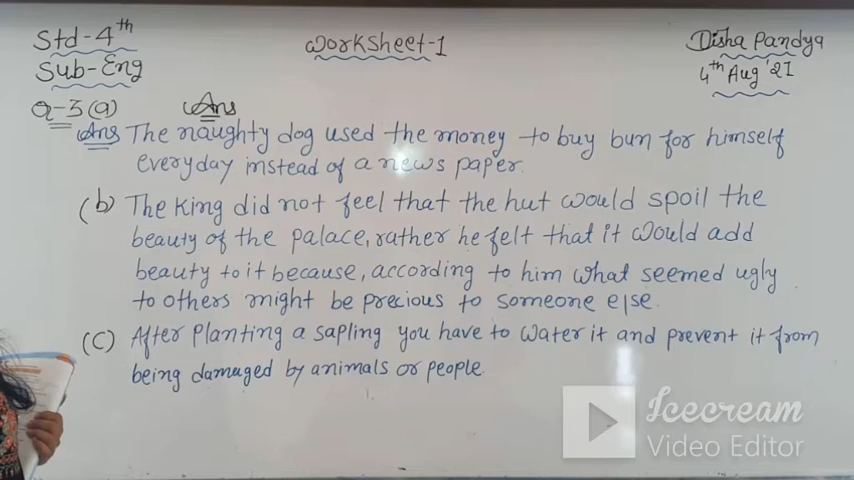 Std-4th
Worksheet-1
Disha Pandya
Sub-Eng
4th Aug '21
Q-3(a) Ans
Ans The naughty dog used the money to buy bun for himself
everyday instead of a news paper.
(b) The King did not feel that the hut would spoil the
beauty of the palace, rather he felt that it would add
beauty to it because, according to him what seemed ugly
to others might be precious to someone else.
(C) After planting a sapling you have to water it and prevent it from
being damaged by animals or people.
Icecream
Video Editor